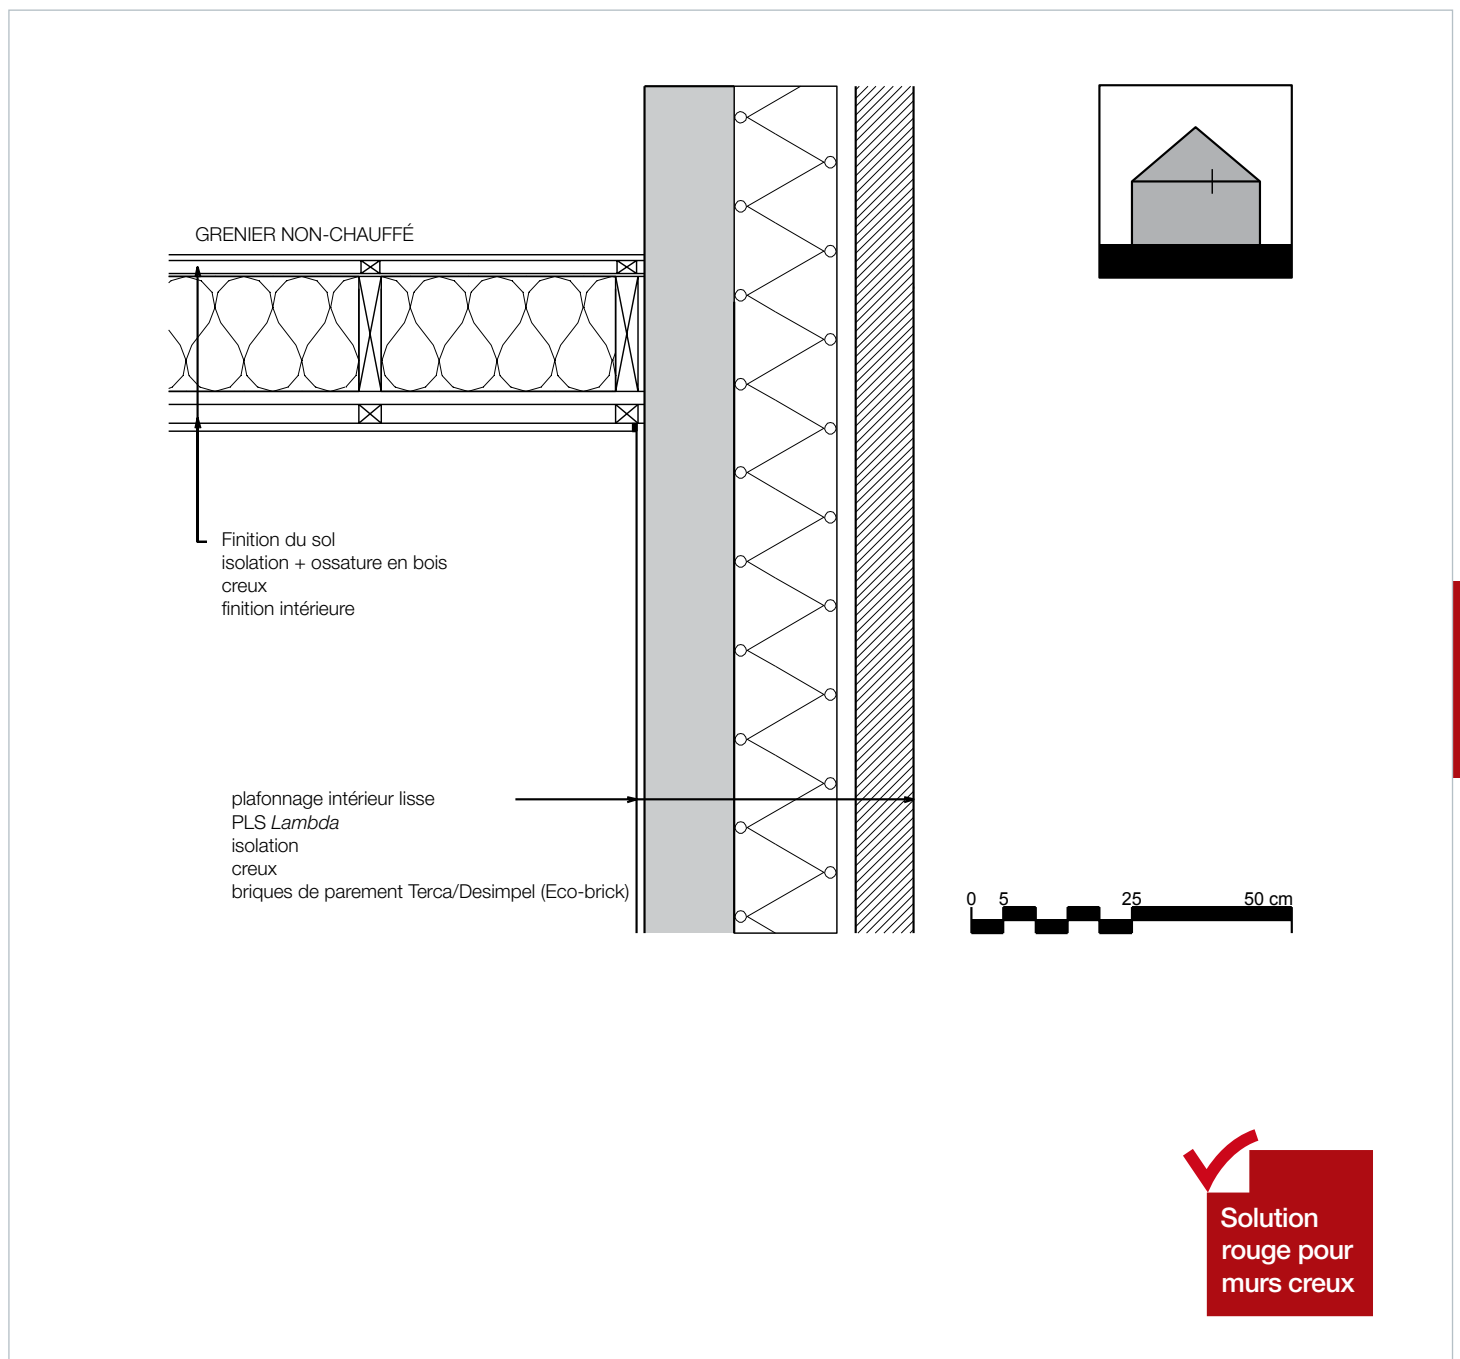 GRENIER NON-CHAUFFÉ
Finition du sol
isolation + ossature en bois
creux
finition intérieure
plafonnage intérieur lisse
PLS Lambda
isolation
creux
briques de parement Terca/Desimpel (Eco-brick)
0 5 25 50 cm
Solution
rouge pour
murs creux